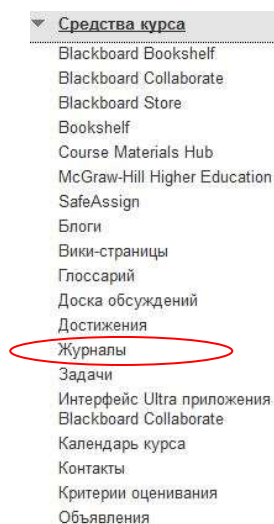 Средства курса
Blackboard Bookshelf
Blackboard Collaborate
Blackboard Store
Bookshelf
Course Materials Hub
McGraw-Hill Higher Education
SafeAssign
Блоги
Вики-страницы
Глоссарий
Доска обсуждений
Достижения
Журналы
Задачи
Интерфейс Ultra приложения
Blackboard Collaborate
Календарь курса
Контакты
Критерии оценивания
Объявления